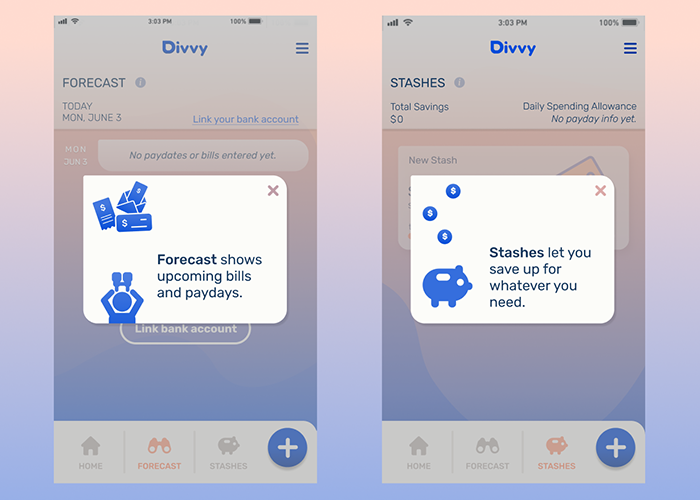 3:03 PM
100%
Divvy
FORECAST
TODAY
MON, JUNE 3
Link your bank account
MON
JUN 3
No paydates or bills entered yet.
$
$
$
Forecast shows
upcoming bills
and paydays.
Link bank account
HOME
FORECAST
STASHES
3:03 PM
100%
Divvy
STASHES
Total Savings
$0
Daily Spending Allowance
No payday info yet.
New Stash
$
$
$
Stashes let you
save up for
whatever you
need.
HOME
FORECAST
STASHES